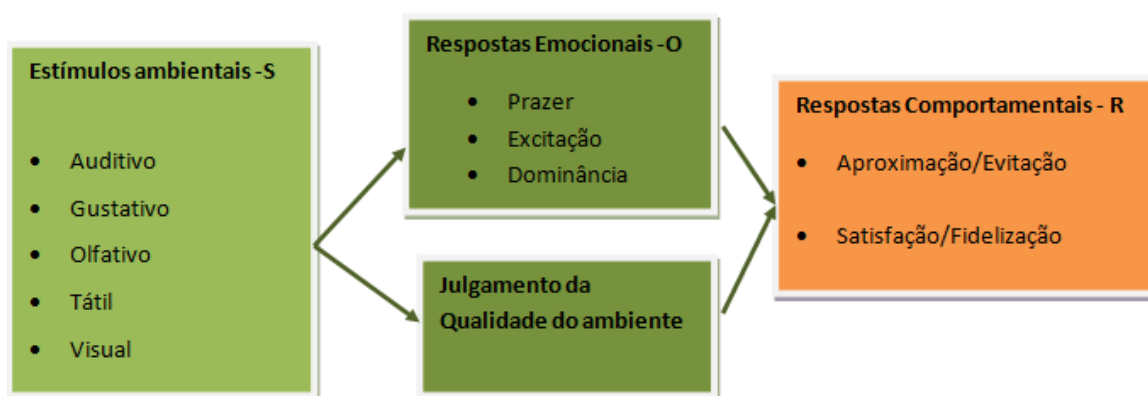 Estímulos ambientais -S
• Auditivo
• Gustativo
• Olfativo
• Tátil
• Visual
Respostas Emocionais -O
• Prazer
• Excitação
• Dominância
Julgamento da
Qualidade do ambiente
Respostas Comportamentais - R
• Aproximação/Evitação
• Satisfação/Fidelização